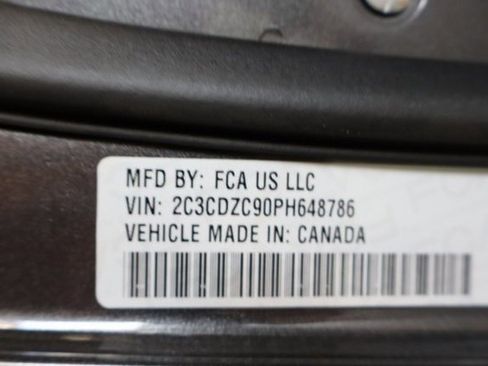 MFD BY: FCA US LLC
VIN: 2C3CDZC90PH648786
VEHICLE MADE IN: CANADA